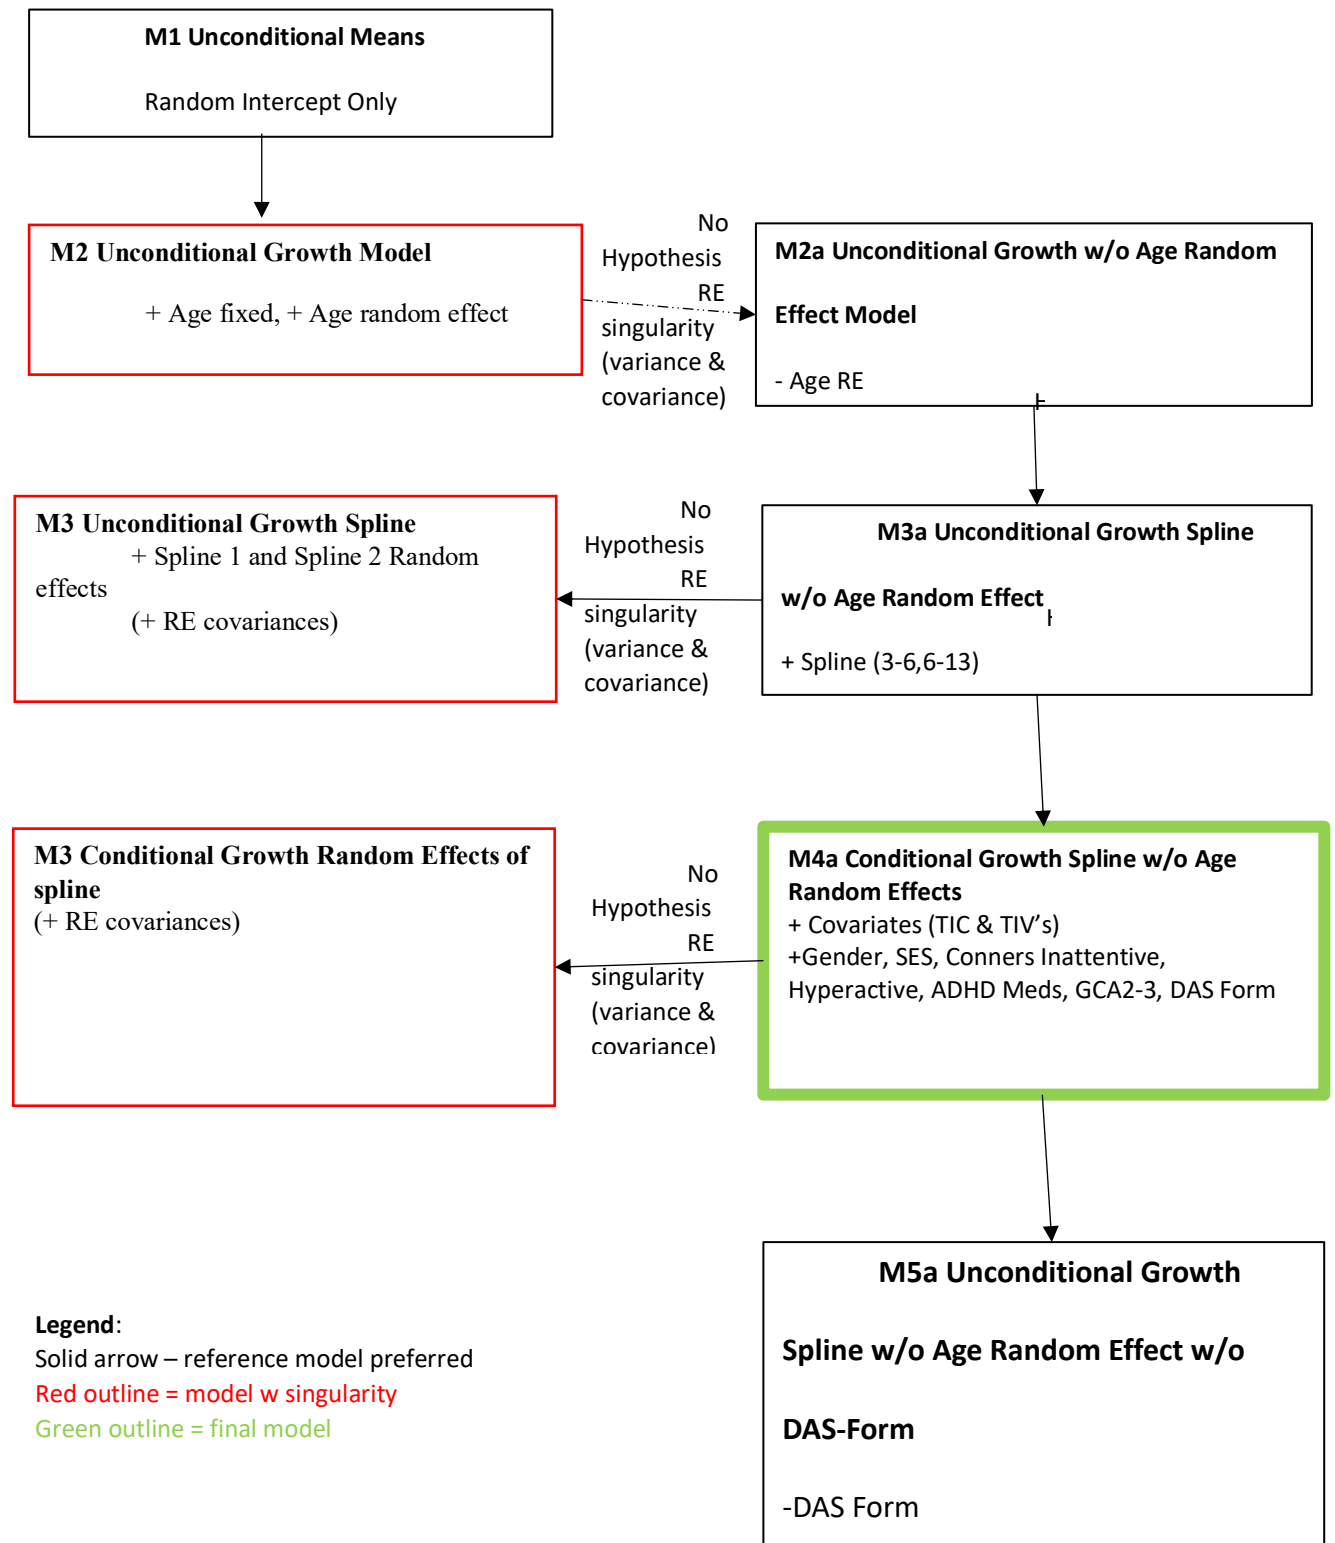 M1 Unconditional Means
Random Intercept Only
M2 Unconditional Growth Model
+ Age fixed, + Age random effect
No
Hypothesis
RE
singularity
(variance &
covariance)
M2a Unconditional Growth w/o Age Random
Effect Model
- Age RE
M3 Unconditional Growth Spline
+ Spline 1 and Spline 2 Random
effects
(+ RE covariances)
No
Hypothesis
RE
singularity
(variance &
covariance)
M3a Unconditional Growth Spline
w/o Age Random Effect
+ Spline (3-6,6-13)
M3 Conditional Growth Random Effects of
spline
(+ RE covariances)
No
Hypothesis
RE
singularity
(variance &
covariance)
M4a Conditional Growth Spline w/o Age
Random Effects
+ Covariates (TIC & TIV’s)
+Gender, SES, Conners Inattentive,
Hyperactive, ADHD Meds, GCA2-3, DAS Form
M5a Unconditional Growth
Spline w/o Age Random Effect w/o
DAS-Form
-DAS Form
Legend:
Solid arrow – reference model preferred
Red outline = model w singularity
Green outline = final model